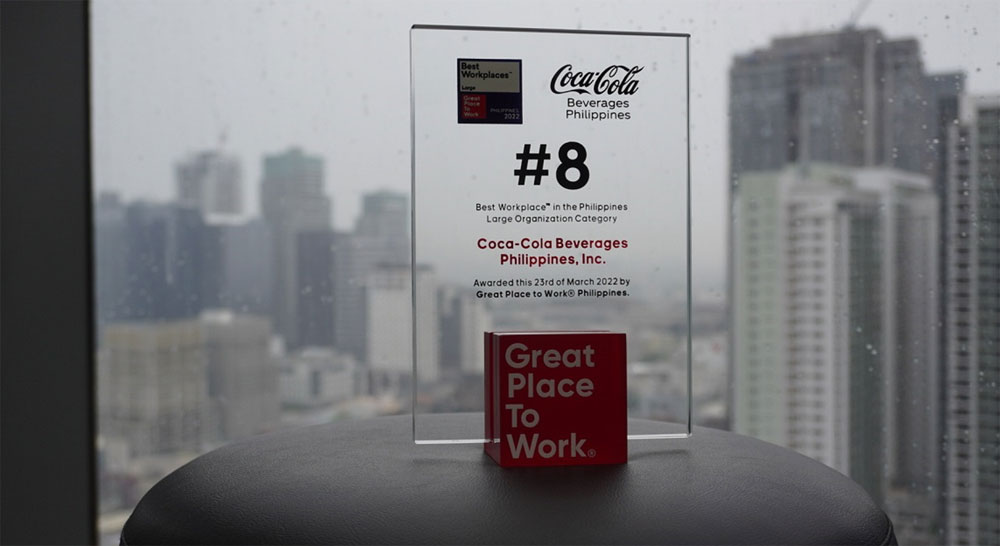 Best
Workplaces™
Large
Great
Place
To
Work
PHILIPPINES
2022
Coca-Cola
Beverages
Philippines
#8
Best Workplace™ in the Philippines
Large Organization Category
Coca-Cola Beverages
Philippines, Inc.
Awarded this 23rd of March 2022 by
Great Place to Work® Philippines.
Great
Place
To
Work®